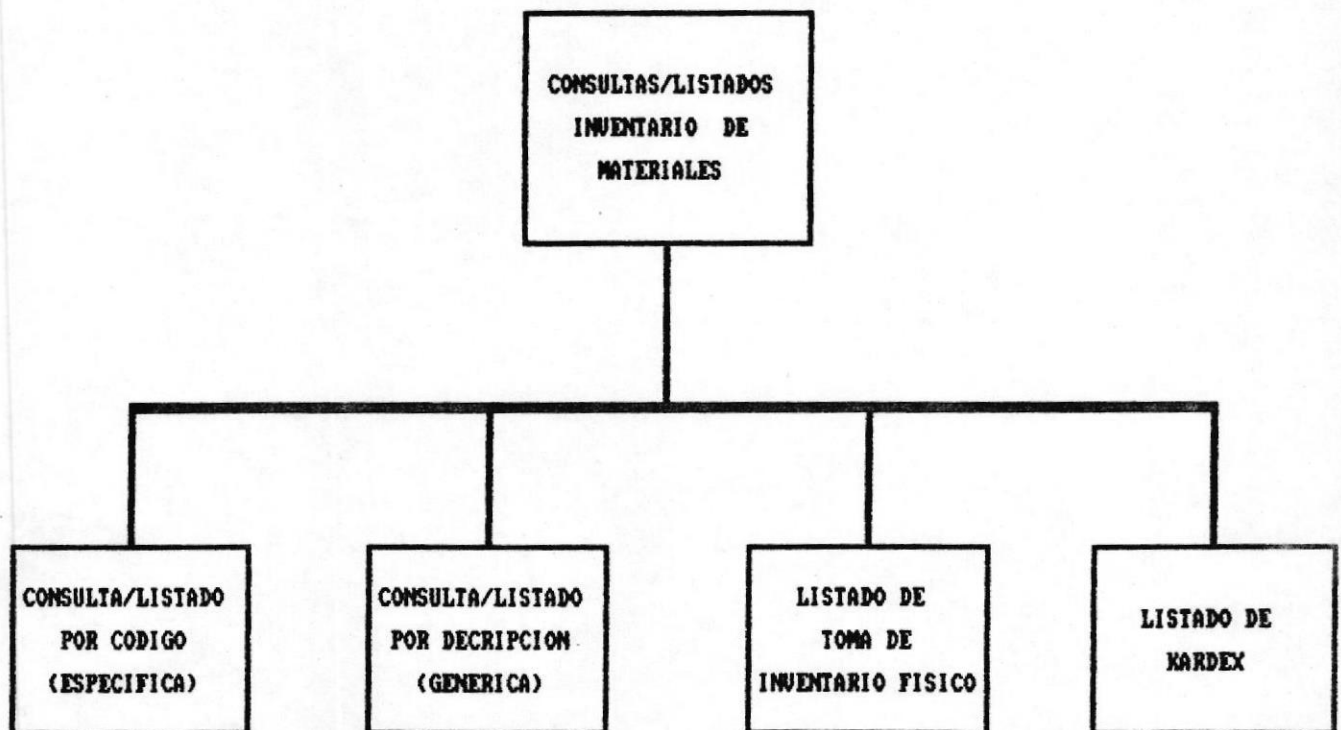 CONSULTAS/LISTADOS
INVENTARIO DE
MATERIALES
CONSULTA/LISTADO
POR CODIGO
(ESPECIFICA)
CONSULTA/LISTADO
POR DECRIPCION
(GENERICA)
LISTADO DE
TOMA DE
INVENTARIO FISICO
LISTADO DE
KARDEX